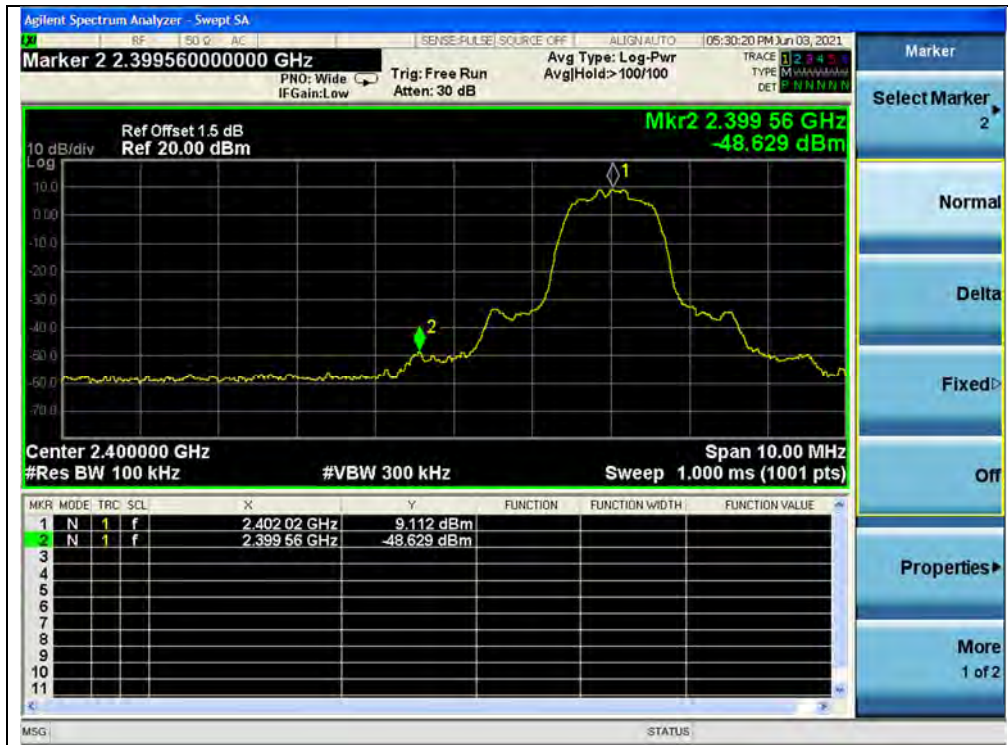 Agilent Spectrum Analyzer - Swept SA
LXI RF 50 Ω AC SENSE:PULSE SOURCE OFF ALIGNAUTO 05:30:20 PM Jun 03, 2021
Marker 2 2.399560000000 GHz
PNO: Wide Trig: Free Run Avg Type: Log-Pwr TRACE 1 2 3 4 5 6
IFGain:Low Atten: 30 dB Avg|Hold:>100/100 TYPE M
DET P N N N N N
Ref Offset 1.5 dB Mkr2 2.399 56 GHz
10 dB/div Ref 20.00 dBm -48.629 dBm
Log
10.0
0.00
-10.0
-20.0
-30.0
-40.0
-50.0
-60.0
-70.0
1
2
Center 2.400000 GHz Span 10.00 MHz
#Res BW 100 kHz #VBW 300 kHz Sweep 1.000 ms (1001 pts)
MKR MODE TRC SCL X Y FUNCTION FUNCTION WIDTH FUNCTION VALUE
1 N 1 f 2.402 02 GHz 9.112 dBm
2 N 1 f 2.399 56 GHz -48.629 dBm
3
4
5
6
7
8
9
10
11
MSG STATUS
Marker
Select Marker
2
Normal
Delta
Fixed
Off
Properties
More
1 of 2